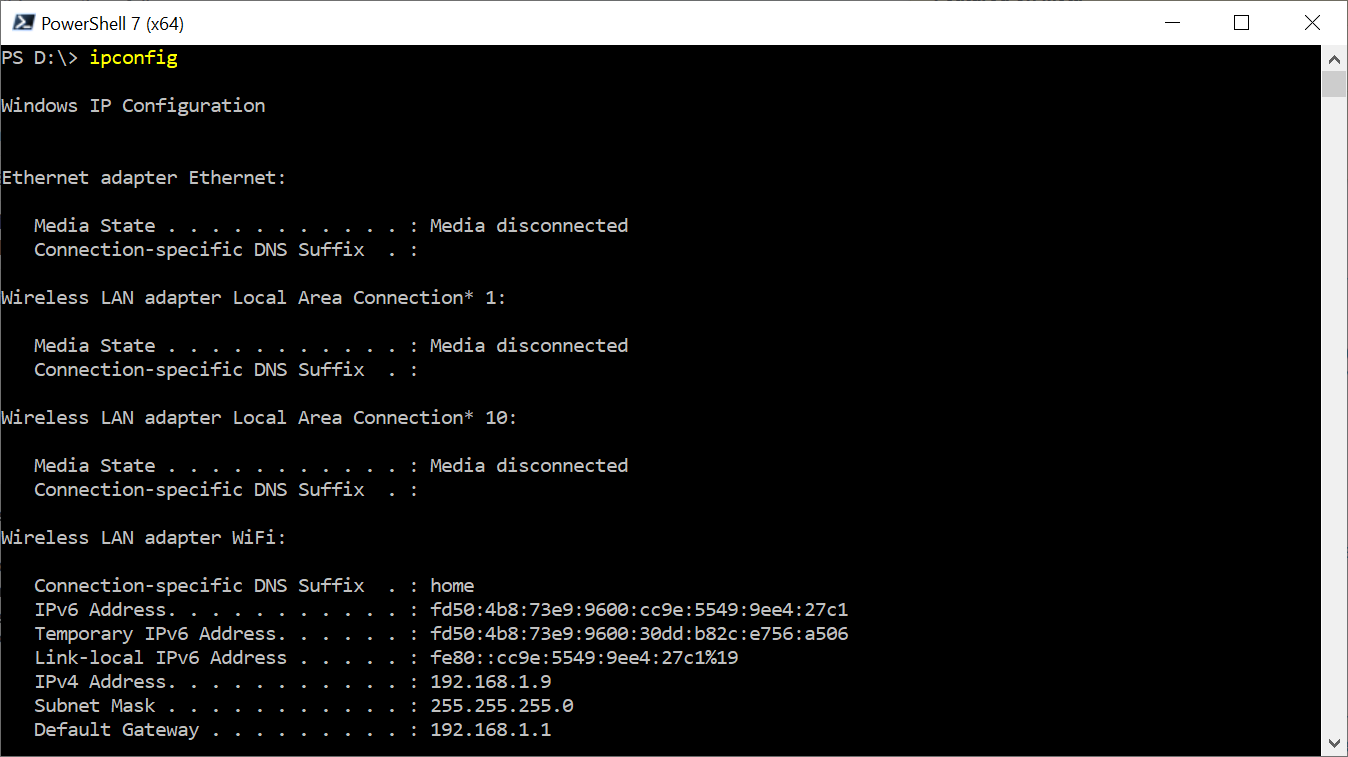 PowerShell 7 (x64)
PS D:\> ipconfig
Windows IP Configuration
Ethernet adapter Ethernet:
   Media State . . . . . . . . . . . : Media disconnected
   Connection-specific DNS Suffix  . :
Wireless LAN adapter Local Area Connection* 1:
   Media State . . . . . . . . . . . : Media disconnected
   Connection-specific DNS Suffix  . :
Wireless LAN adapter Local Area Connection* 10:
   Media State . . . . . . . . . . . : Media disconnected
   Connection-specific DNS Suffix  . :
Wireless LAN adapter WiFi:
   Connection-specific DNS Suffix  . : home
   IPv6 Address. . . . . . . . . . . : fd50:4b8:73e9:9600:cc9e:5549:9ee4:27c1
   Temporary IPv6 Address. . . . . . : fd50:4b8:73e9:9600:30dd:b82c:e756:a506
   Link-local IPv6 Address . . . . . : fe80::cc9e:5549:9ee4:27c1%19
   IPv4 Address. . . . . . . . . . . : 192.168.1.9
   Subnet Mask . . . . . . . . . . . : 255.255.255.0
   Default Gateway . . . . . . . . . : 192.168.1.1